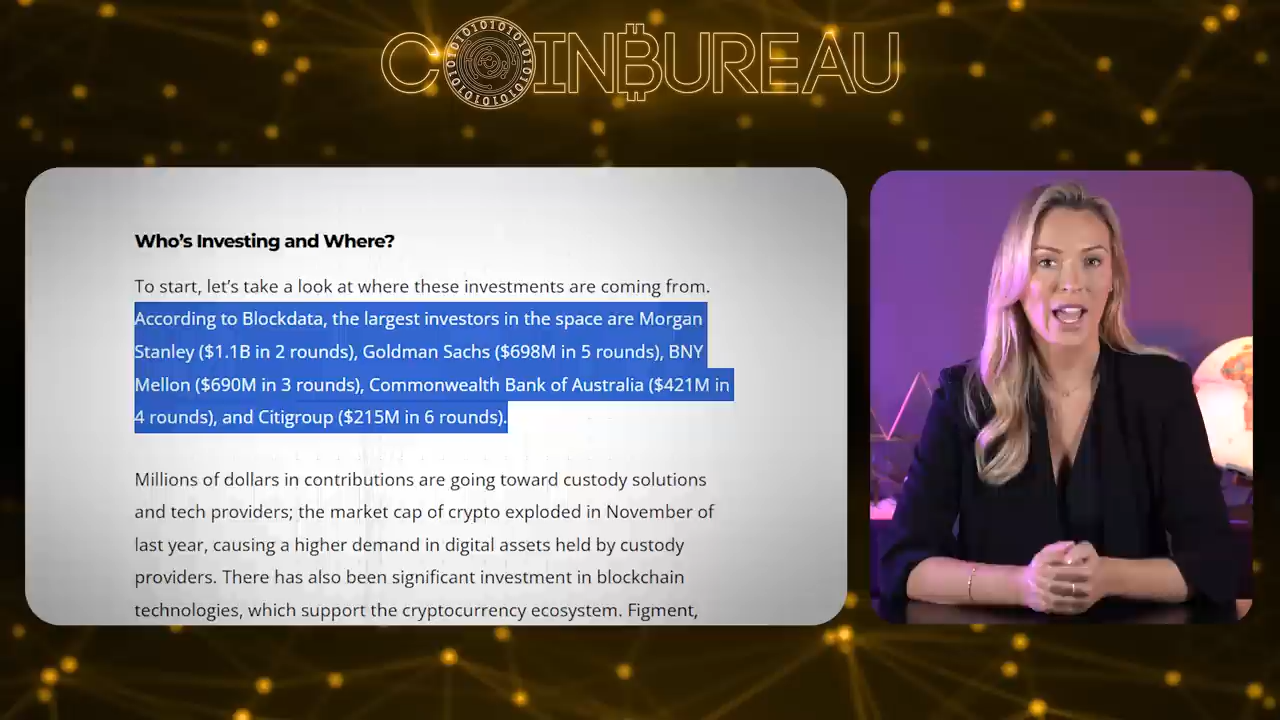 COINBUREAU
Who's Investing and Where?
To start, let's take a look at where these investments are coming from.
According to Blockdata, the largest investors in the space are Morgan
Stanley ($1.1B in 2 rounds), Goldman Sachs ($698M in 5 rounds), BNY
Mellon ($690M in 3 rounds), Commonwealth Bank of Australia ($421M in
4 rounds), and Citigroup ($215M in 6 rounds).
Millions of dollars in contributions are going toward custody solutions
and tech providers; the market cap of crypto exploded in November of
last year, causing a higher demand in digital assets held by custody
providers. There has also been significant investment in blockchain
technologies, which support the cryptocurrency ecosystem. Figment,